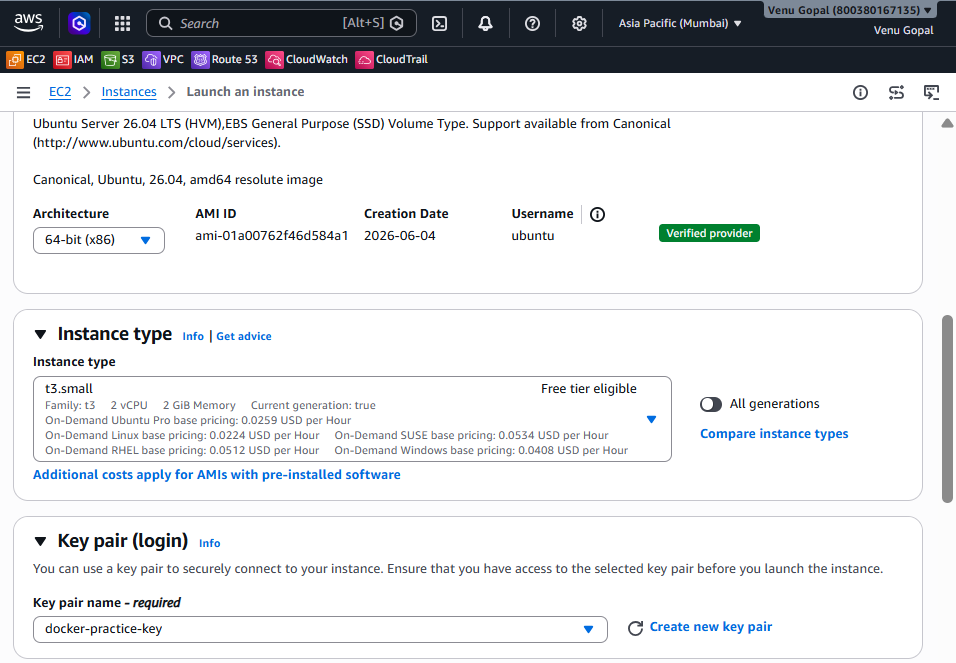 aws
Search [Alt+S]
Asia Pacific (Mumbai)
Venu Gopal (800380167135)
Venu Gopal
EC2 IAM S3 VPC Route 53 CloudWatch CloudTrail
EC2 Instances Launch an instance
Ubuntu Server 26.04 LTS (HVM),EBS General Purpose (SSD) Volume Type. Support available from Canonical
(http://www.ubuntu.com/cloud/services).
Canonical, Ubuntu, 26.04, amd64 resolute image
Architecture AMI ID Creation Date Username
64-bit (x86) ami-01a00762f46d584a1 2026-06-04 ubuntu Verified provider
Instance type Info | Get advice
Instance type
t3.small Free tier eligible
Family: t3 2 vCPU 2 GiB Memory Current generation: true
On-Demand Ubuntu Pro base pricing: 0.0259 USD per Hour
On-Demand Linux base pricing: 0.0224 USD per Hour On-Demand SUSE base pricing: 0.0534 USD per Hour
On-Demand RHEL base pricing: 0.0512 USD per Hour On-Demand Windows base pricing: 0.0408 USD per Hour
All generations
Compare instance types
Additional costs apply for AMIs with pre-installed software
Key pair (login) Info
You can use a key pair to securely connect to your instance. Ensure that you have access to the selected key pair before you launch the instance.
Key pair name - required
docker-practice-key
Create new key pair